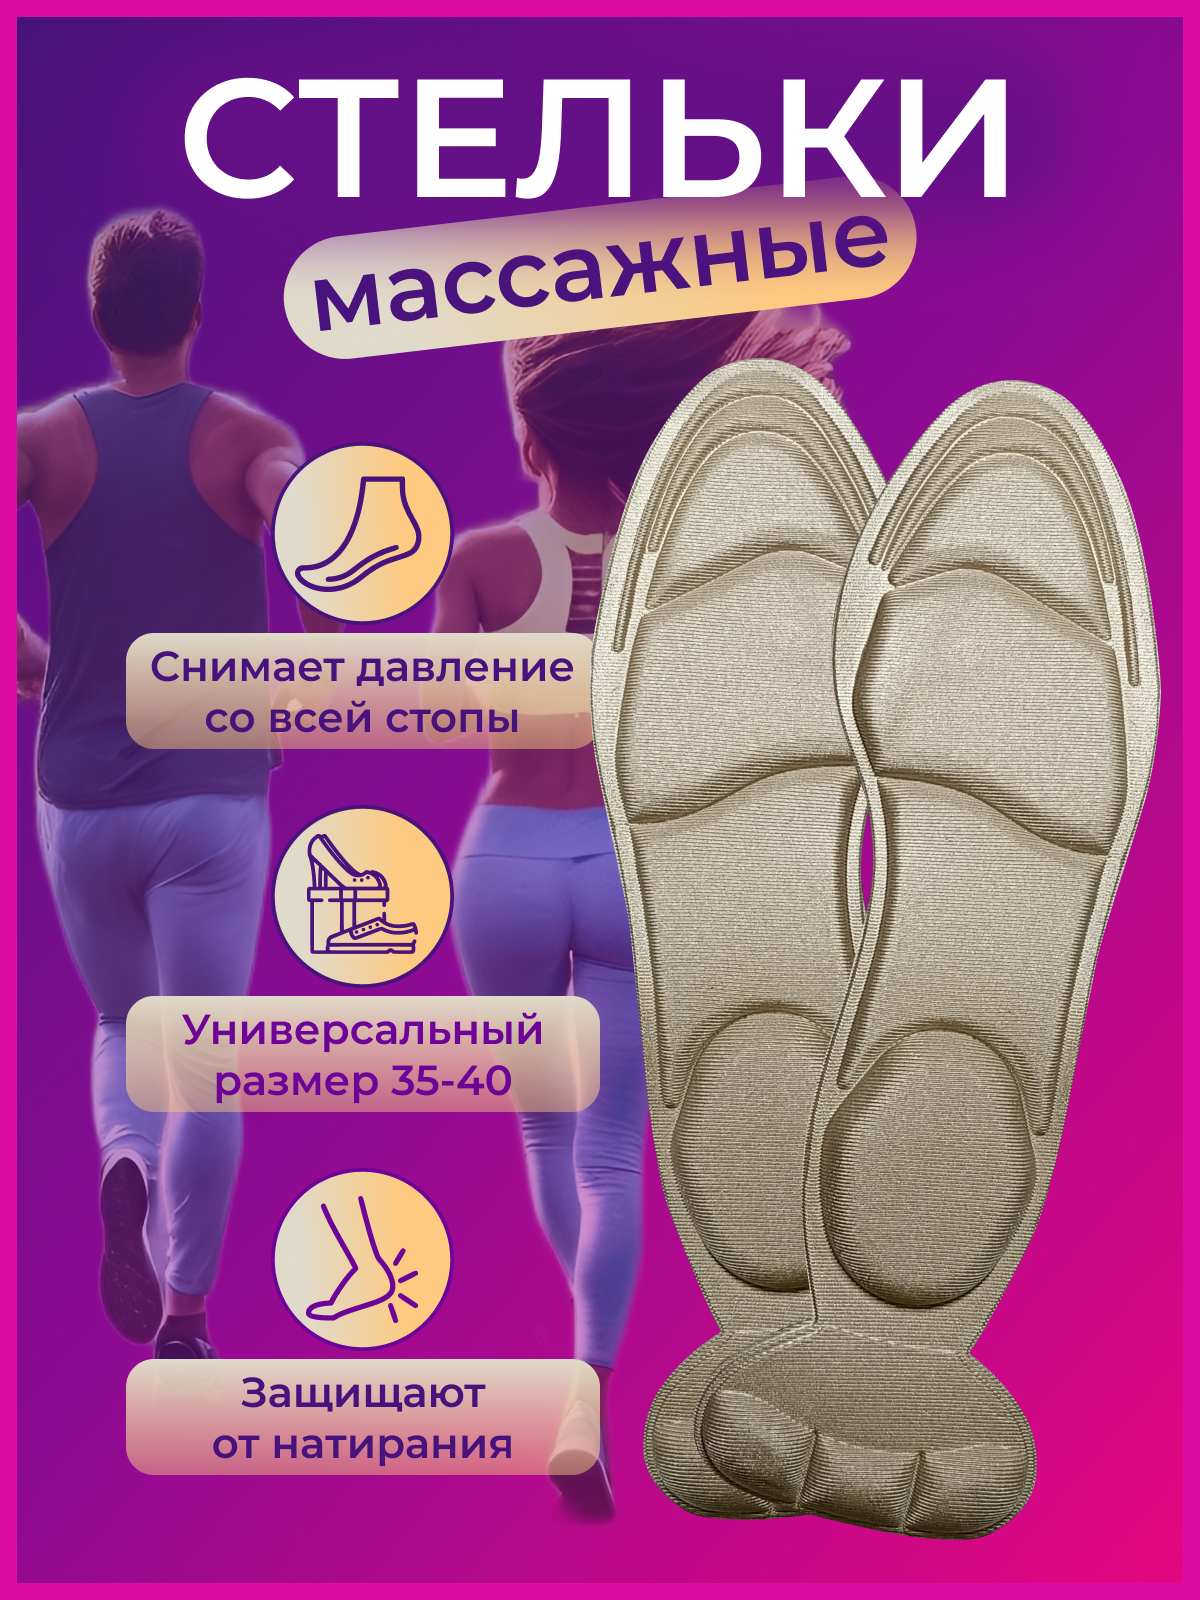 СТЕЛЬКИ
массажные
Снимает давление
со всей стопы
Универсальный
размер 35-40
Защищают
от натирания